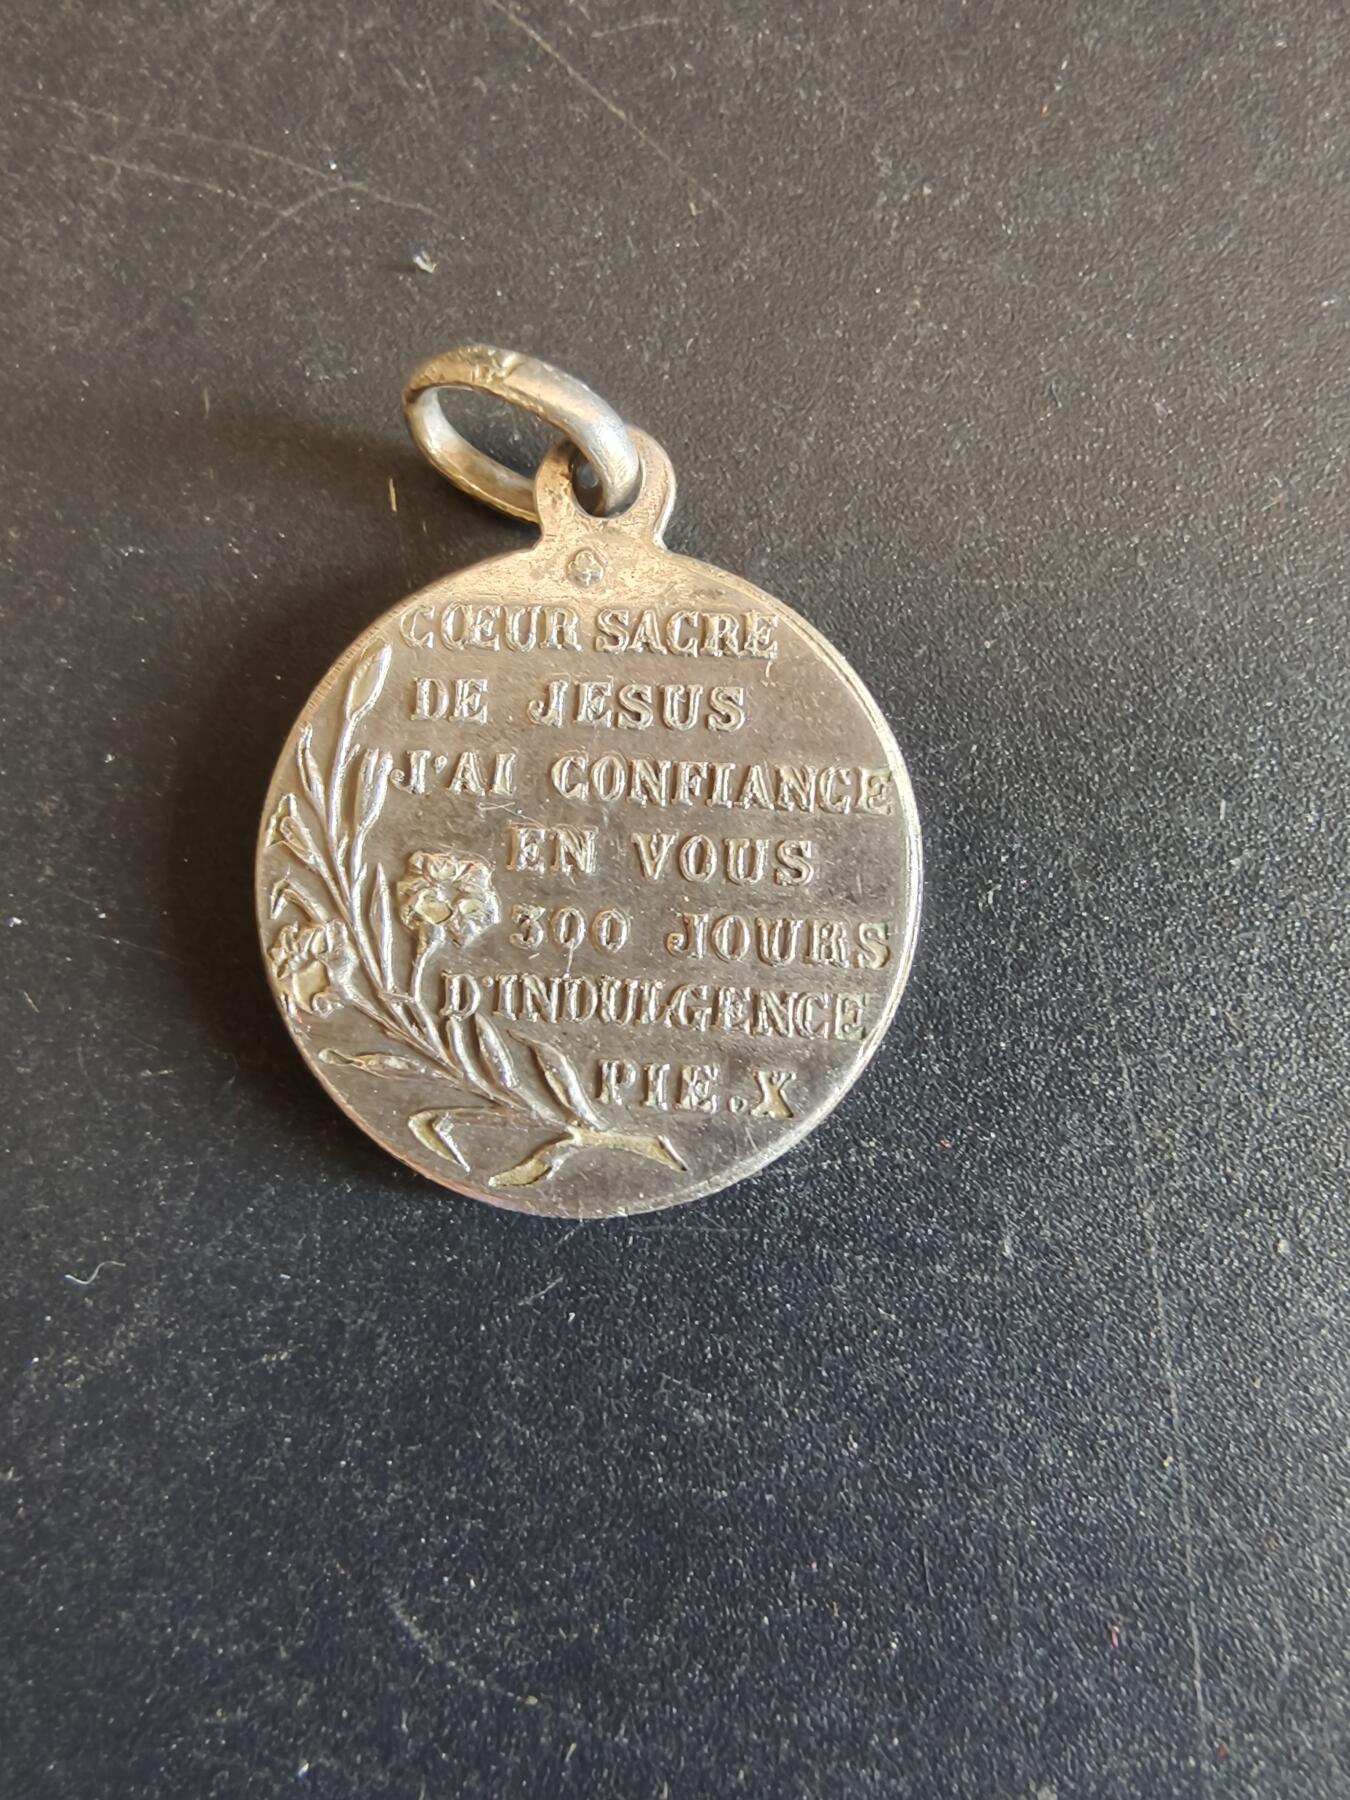 CŒUR SACRE
DE JESUS
J'AI CONFIANCE
EN VOUS
300 JOURS
D'INDULGENCE
PIE.X